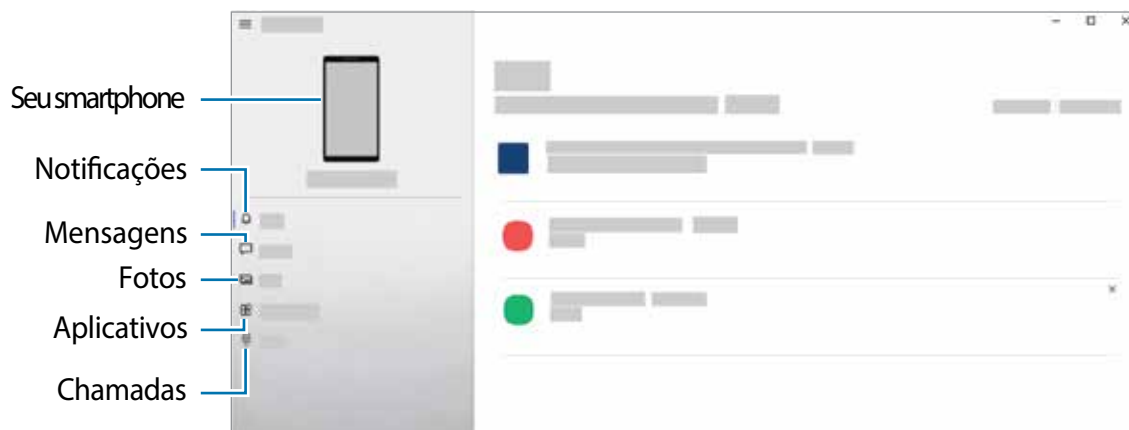 Seu smartphone
Notificações
Mensagens
Fotos
Aplicativos
Chamadas